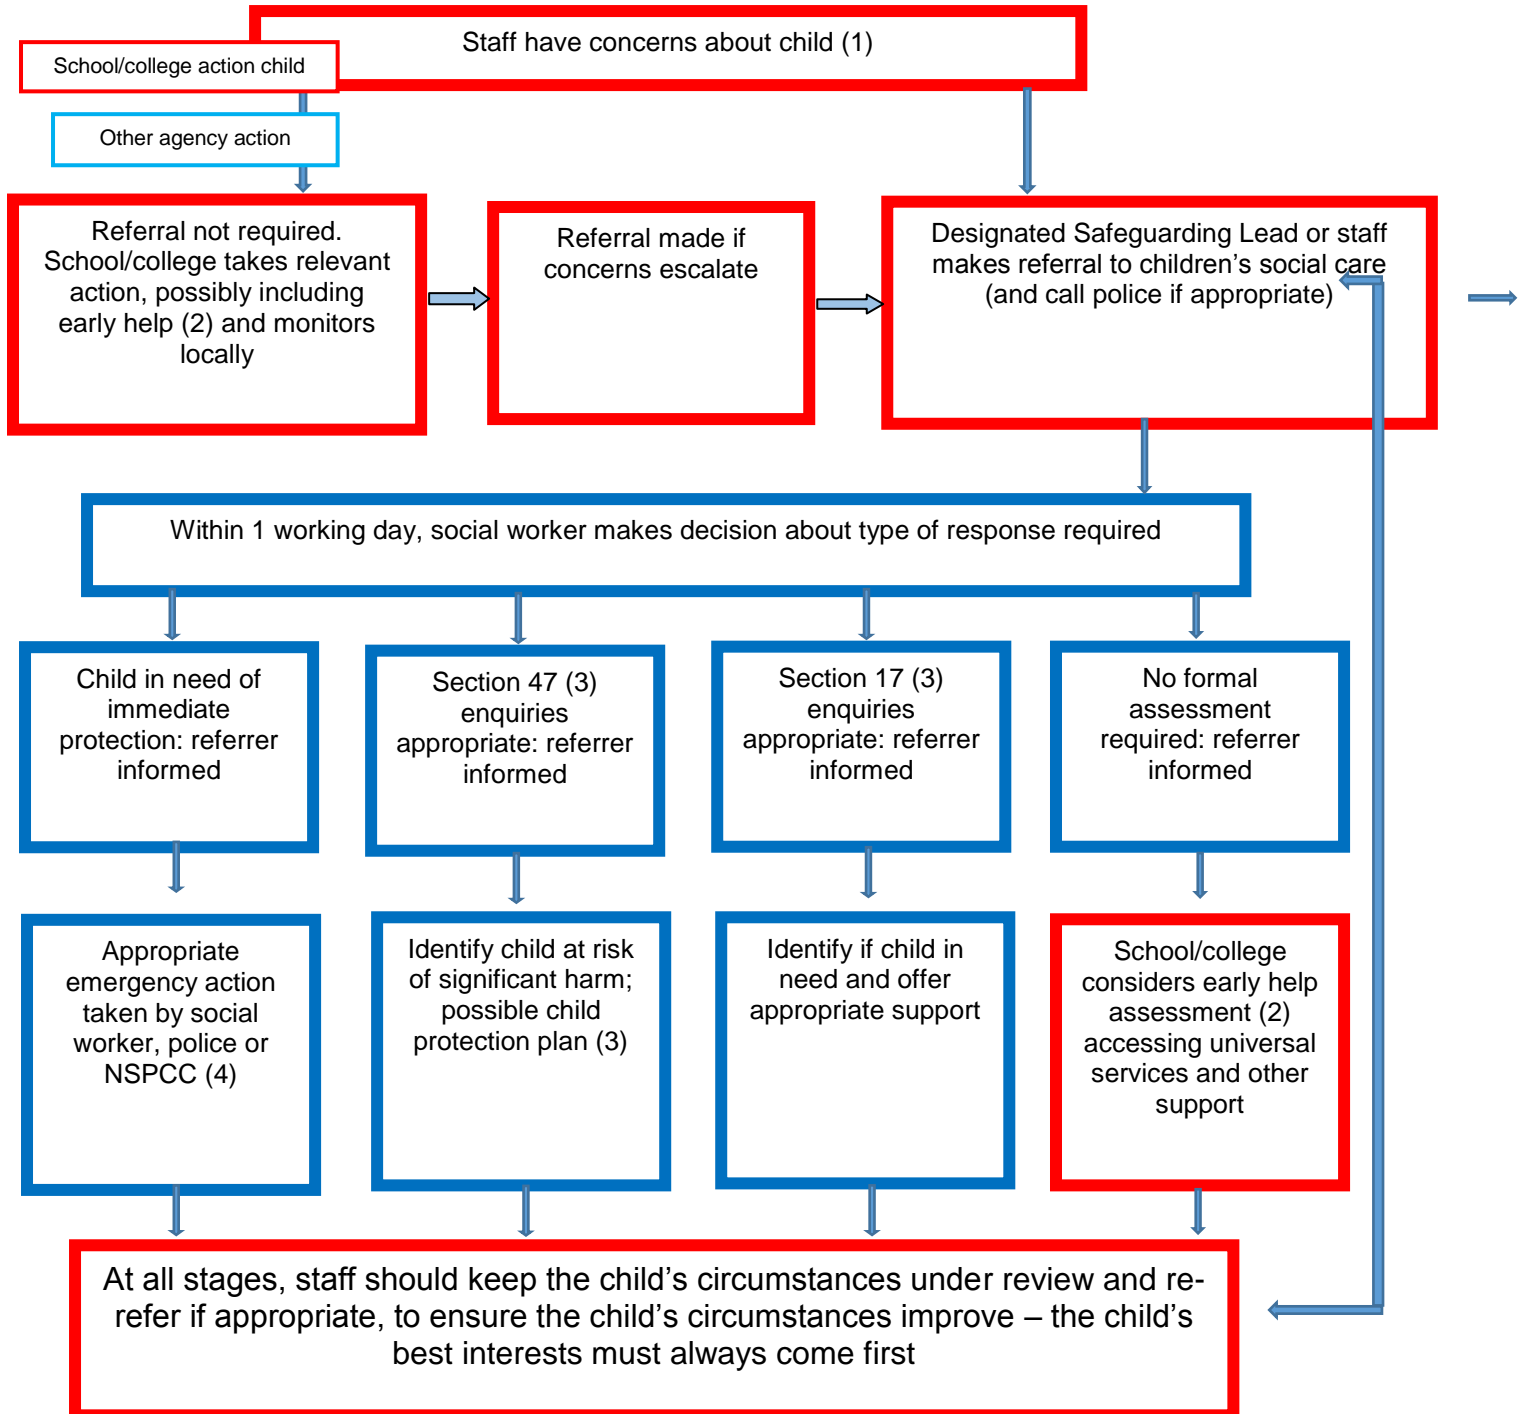 Staff have concerns about child (1)
School/college action child
Other agency action
Referral not required.
School/college takes relevant
action, possibly including
early help (2) and monitors
locally
Referral made if
concerns escalate
Designated Safeguarding Lead or staff
makes referral to children’s social care
(and call police if appropriate)
Within 1 working day, social worker makes decision about type of response required
Child in need of
immediate
protection: referrer
informed
Section 47 (3)
enquiries
appropriate: referrer
informed
Section 17 (3)
enquiries
appropriate: referrer
informed
No formal
assessment
required: referrer
informed
Appropriate
emergency action
taken by social
worker, police or
NSPCC (4)
Identify child at risk
of significant harm;
possible child
protection plan (3)
Identify if child in
need and offer
appropriate support
School/college
considers early help
assessment (2)
accessing universal
services and other
support
At all stages, staff should keep the child’s circumstances under review and re-
refer if appropriate, to ensure the child’s circumstances improve – the child’s
best interests must always come first